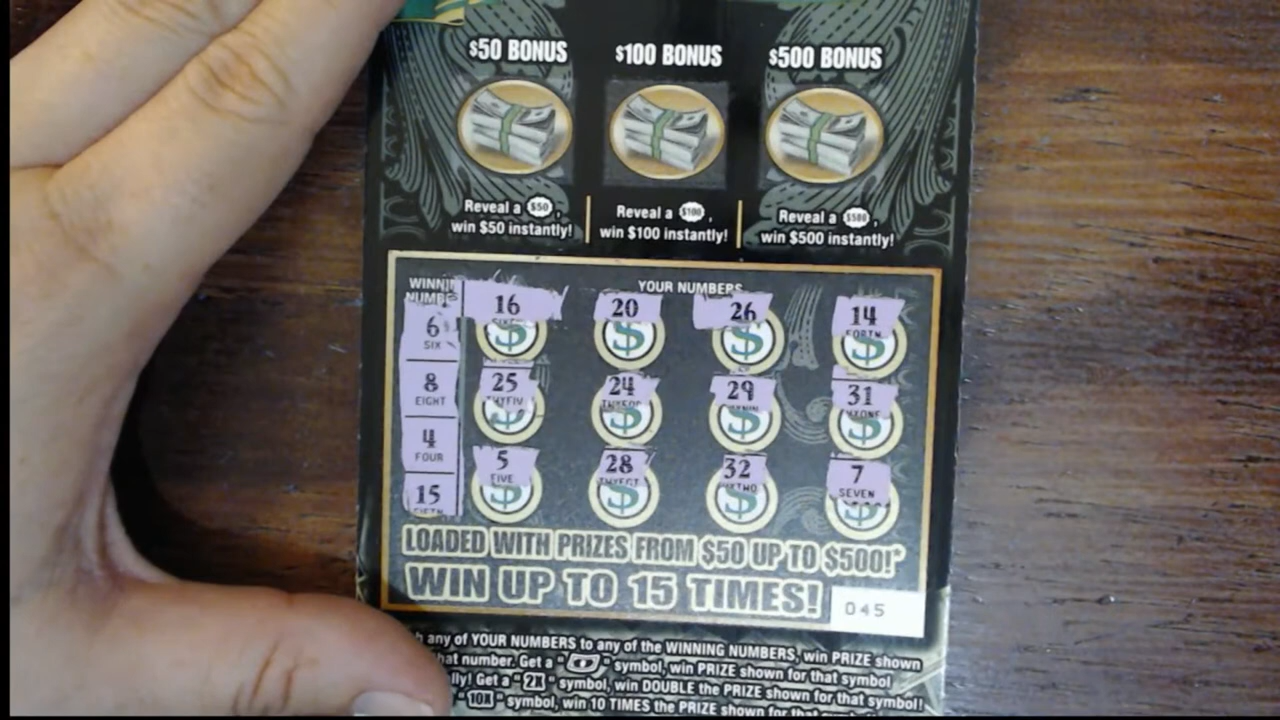 $50 BONUS $100 BONUS $500 BONUS
Reveal a $50, Reveal a $100, Reveal a $500,
win $50 instantly! win $100 instantly! win $500 instantly!
YOUR NUMBERS
6 16 20 26 14
SIX
8 25 24 29 31
EIGHT
4 5 28 32 7
FOUR FIVE SEVEN
15
LOADED WITH PRIZES FROM $50 UP TO $500!*
WIN UP TO 15 TIMES!
045
any of YOUR NUMBERS to any of the WINNING NUMBERS, win PRIZE shown
that number. Get a " " symbol, win PRIZE shown for that symbol
Get a "2X" symbol, win DOUBLE the PRIZE shown for that symbol!
"10X" symbol, win 10 TIMES the PRIZE shown for that